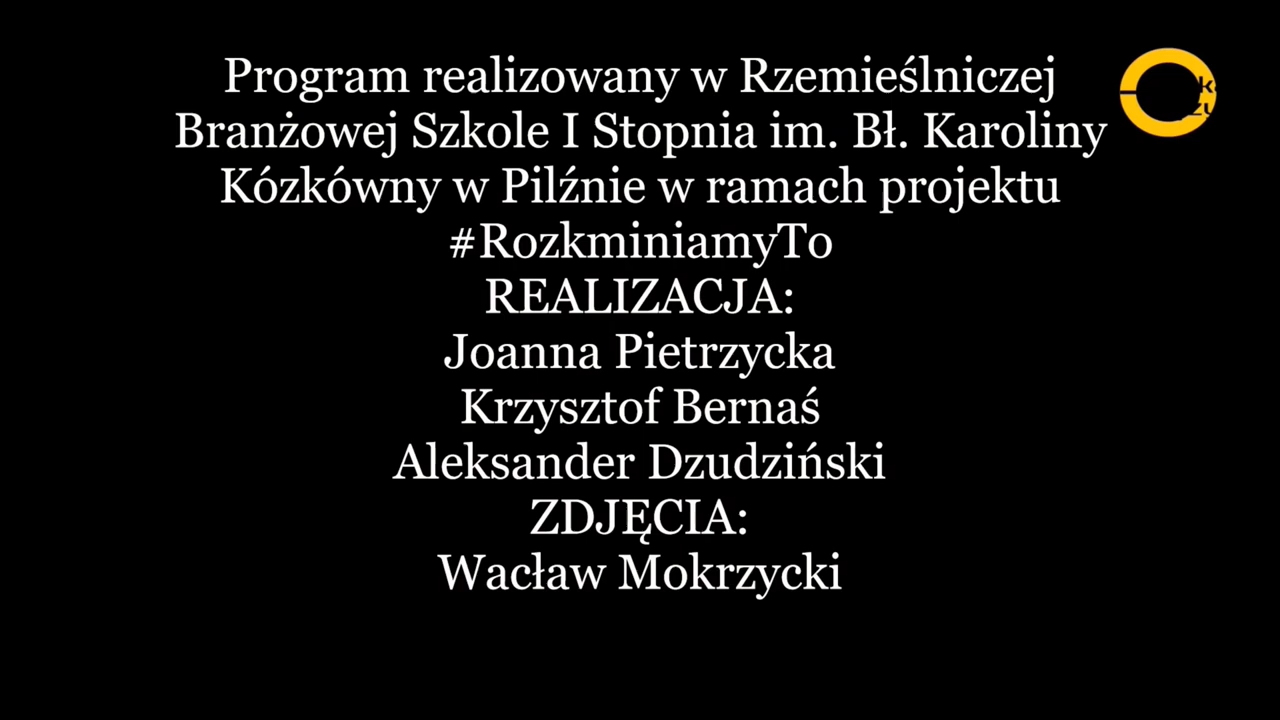 Program realizowany w Rzemieślniczej
Branżowej Szkole I Stopnia im. Bł. Karoliny
Kózkówny w Pilźnie w ramach projektu
#RozkminiamyTo
REALIZACJA:
Joanna Pietrzycka
Krzysztof Bernaś
Aleksander Dzudziński
ZDJĘCIA:
Wacław Mokrzycki